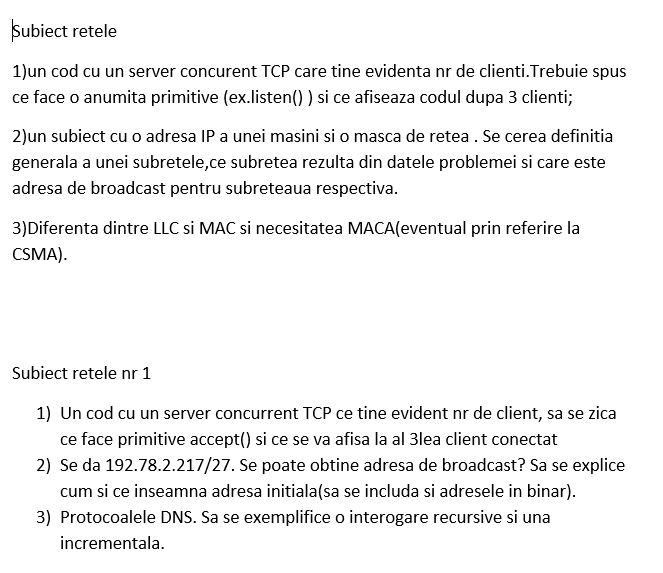 Subiect retele
1)un cod cu un server concurent TCP care tine evidenta nr de clienti.Trebuie spus
ce face o anumita primitive (ex.listen() ) si ce afiseaza codul dupa 3 clienti;
2)un subiect cu o adresa IP a unei masini si o masca de retea . Se cerea definitia
generala a unei subretele,ce subretea rezulta din datele problemei si care este
adresa de broadcast pentru subreteaua respectiva.
3)Diferenta dintre LLC si MAC si necesitatea MACA(eventual prin referire la
CSMA).
Subiect retele nr 1
1) Un cod cu un server concurrent TCP ce tine evident nr de client, sa se zica
ce face primitive accept() si ce se va afisa la al 3lea client conectat
2) Se da 192.78.2.217/27. Se poate obtine adresa de broadcast? Sa se explice
cum si ce inseamna adresa initiala(sa se includa si adresele in binar).
3) Protocoalele DNS. Sa se exemplifice o interogare recursive si una
incrementala.